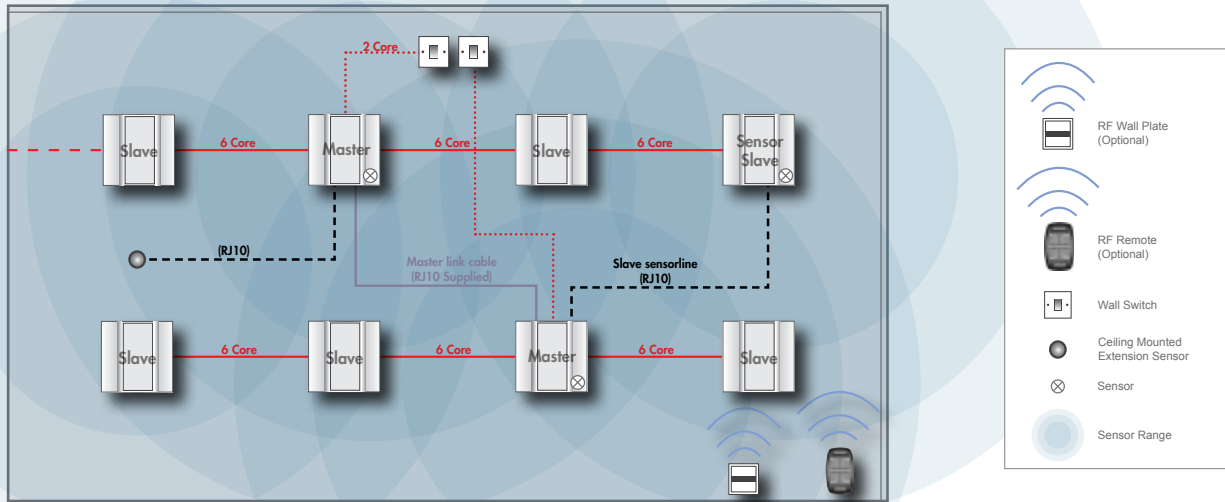 2 Core
Slave
6 Core
Master
6 Core
Slave
6 Core
Sensor
Slave
(RJ10)
Master link cable
(RJ10 Supplied)
Slave sensorline
(RJ10)
Slave
6 Core
Slave
6 Core
Master
6 Core
Slave
RF Wall Plate
(Optional)
RF Remote
(Optional)
Wall Switch
Ceiling Mounted
Extension Sensor
Sensor
Sensor Range